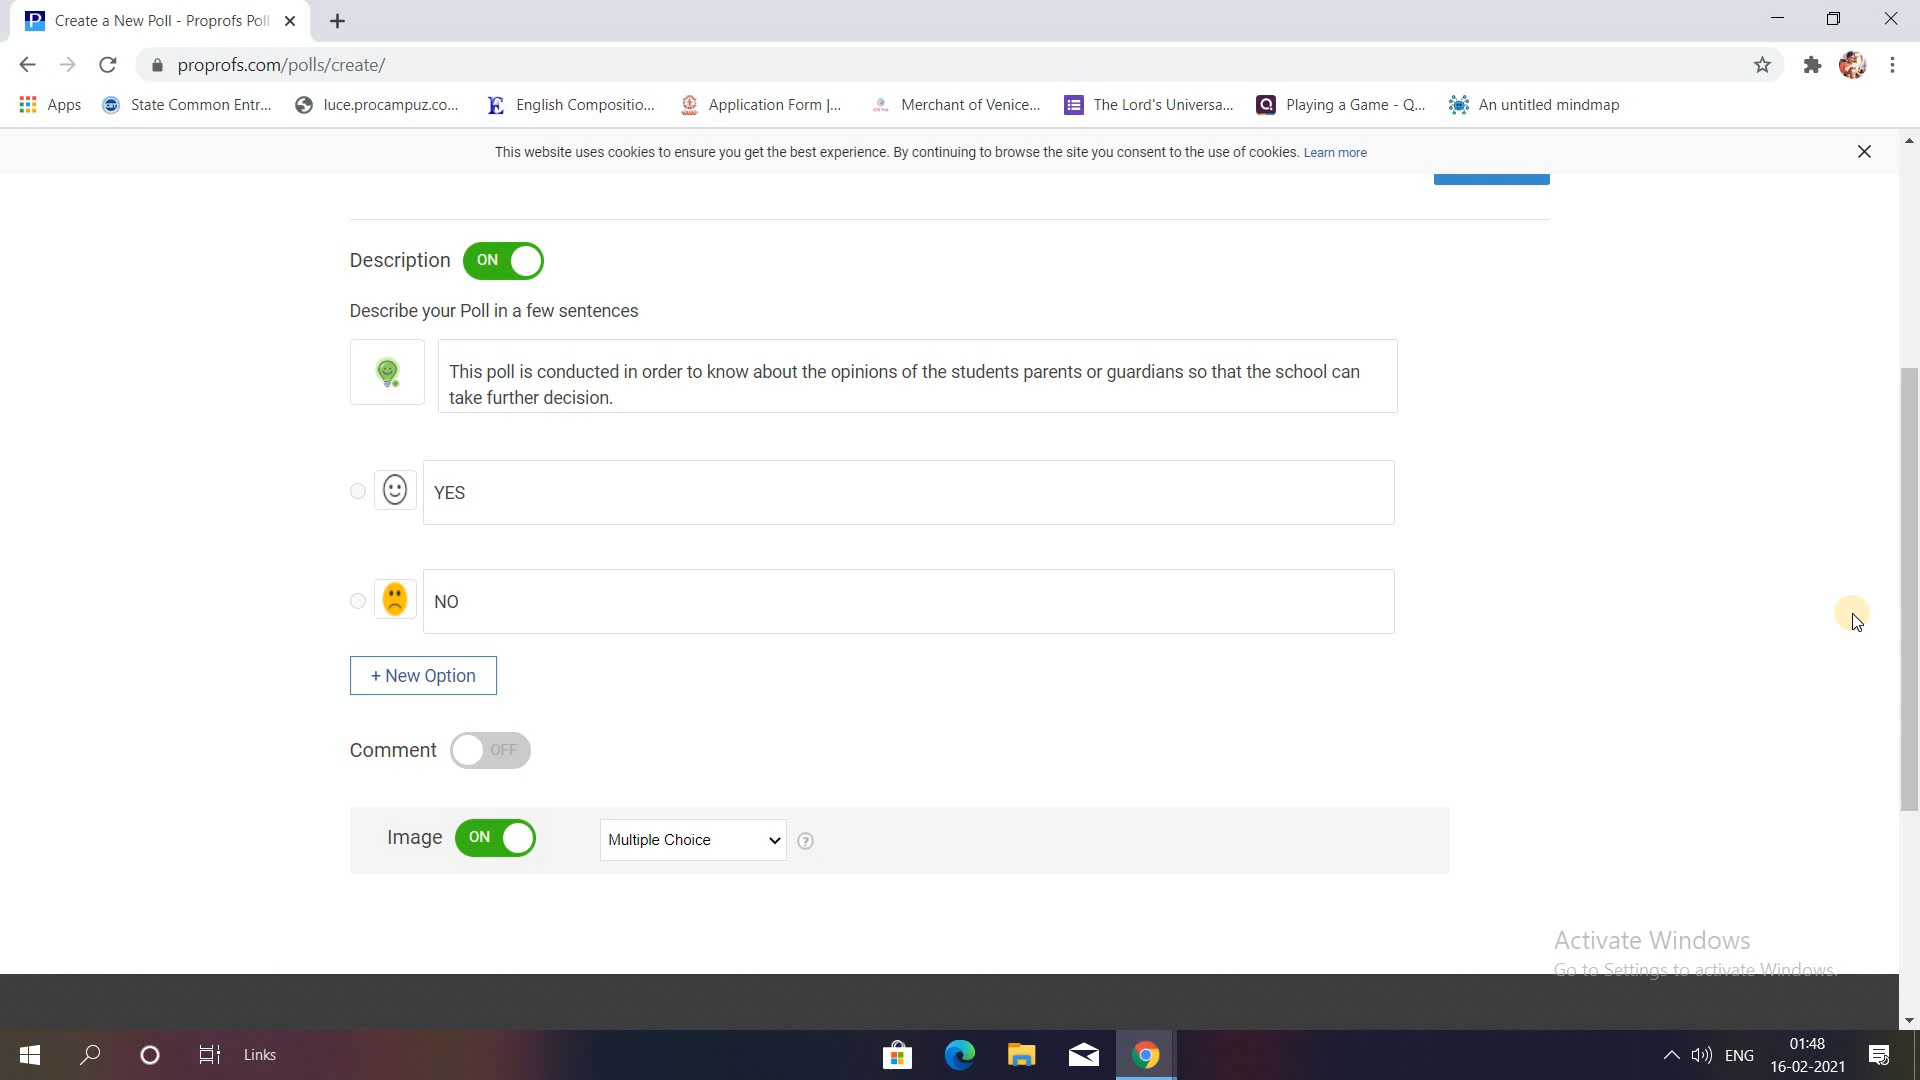 Create a New Poll - Proprofs Poll
proprofs.com/polls/create/
Apps
State Common Entr...
luce.procampuz.co...
English Compositio...
Application Form |...
Merchant of Venice...
The Lord's Universa...
Playing a Game - Q...
An untitled mindmap
This website uses cookies to ensure you get the best experience. By continuing to browse the site you consent to the use of cookies. Learn more
Description ON
Describe your Poll in a few sentences
This poll is conducted in order to know about the opinions of the students parents or guardians so that the school can
take further decision.
YES
NO
+ New Option
Comment OFF
Image ON Multiple Choice ?
Activate Windows
Go to Settings to activate Windows.
Links
ENG
01:48
16-02-2021